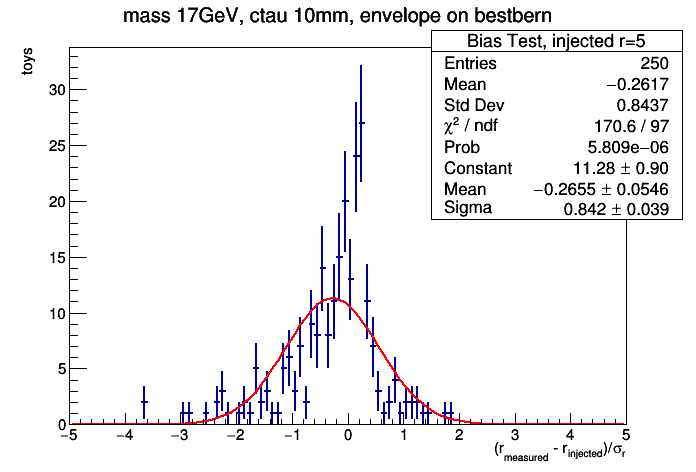 mass 17GeV, ctau 10mm, envelope on bestbern
toys
Bias Test, injected r=5
Entries 250
Mean −0.2617
Std Dev 0.8437
χ² / ndf 170.6 / 97
Prob 5.809e−06
Constant 11.28 ± 0.90
Mean −0.2655 ± 0.0546
Sigma 0.842 ± 0.039
30
25
20
15
10
5
0
−5 −4 −3 −2 −1 0 1 2 3 4 5
(r_measured - r_injected)/σ_r